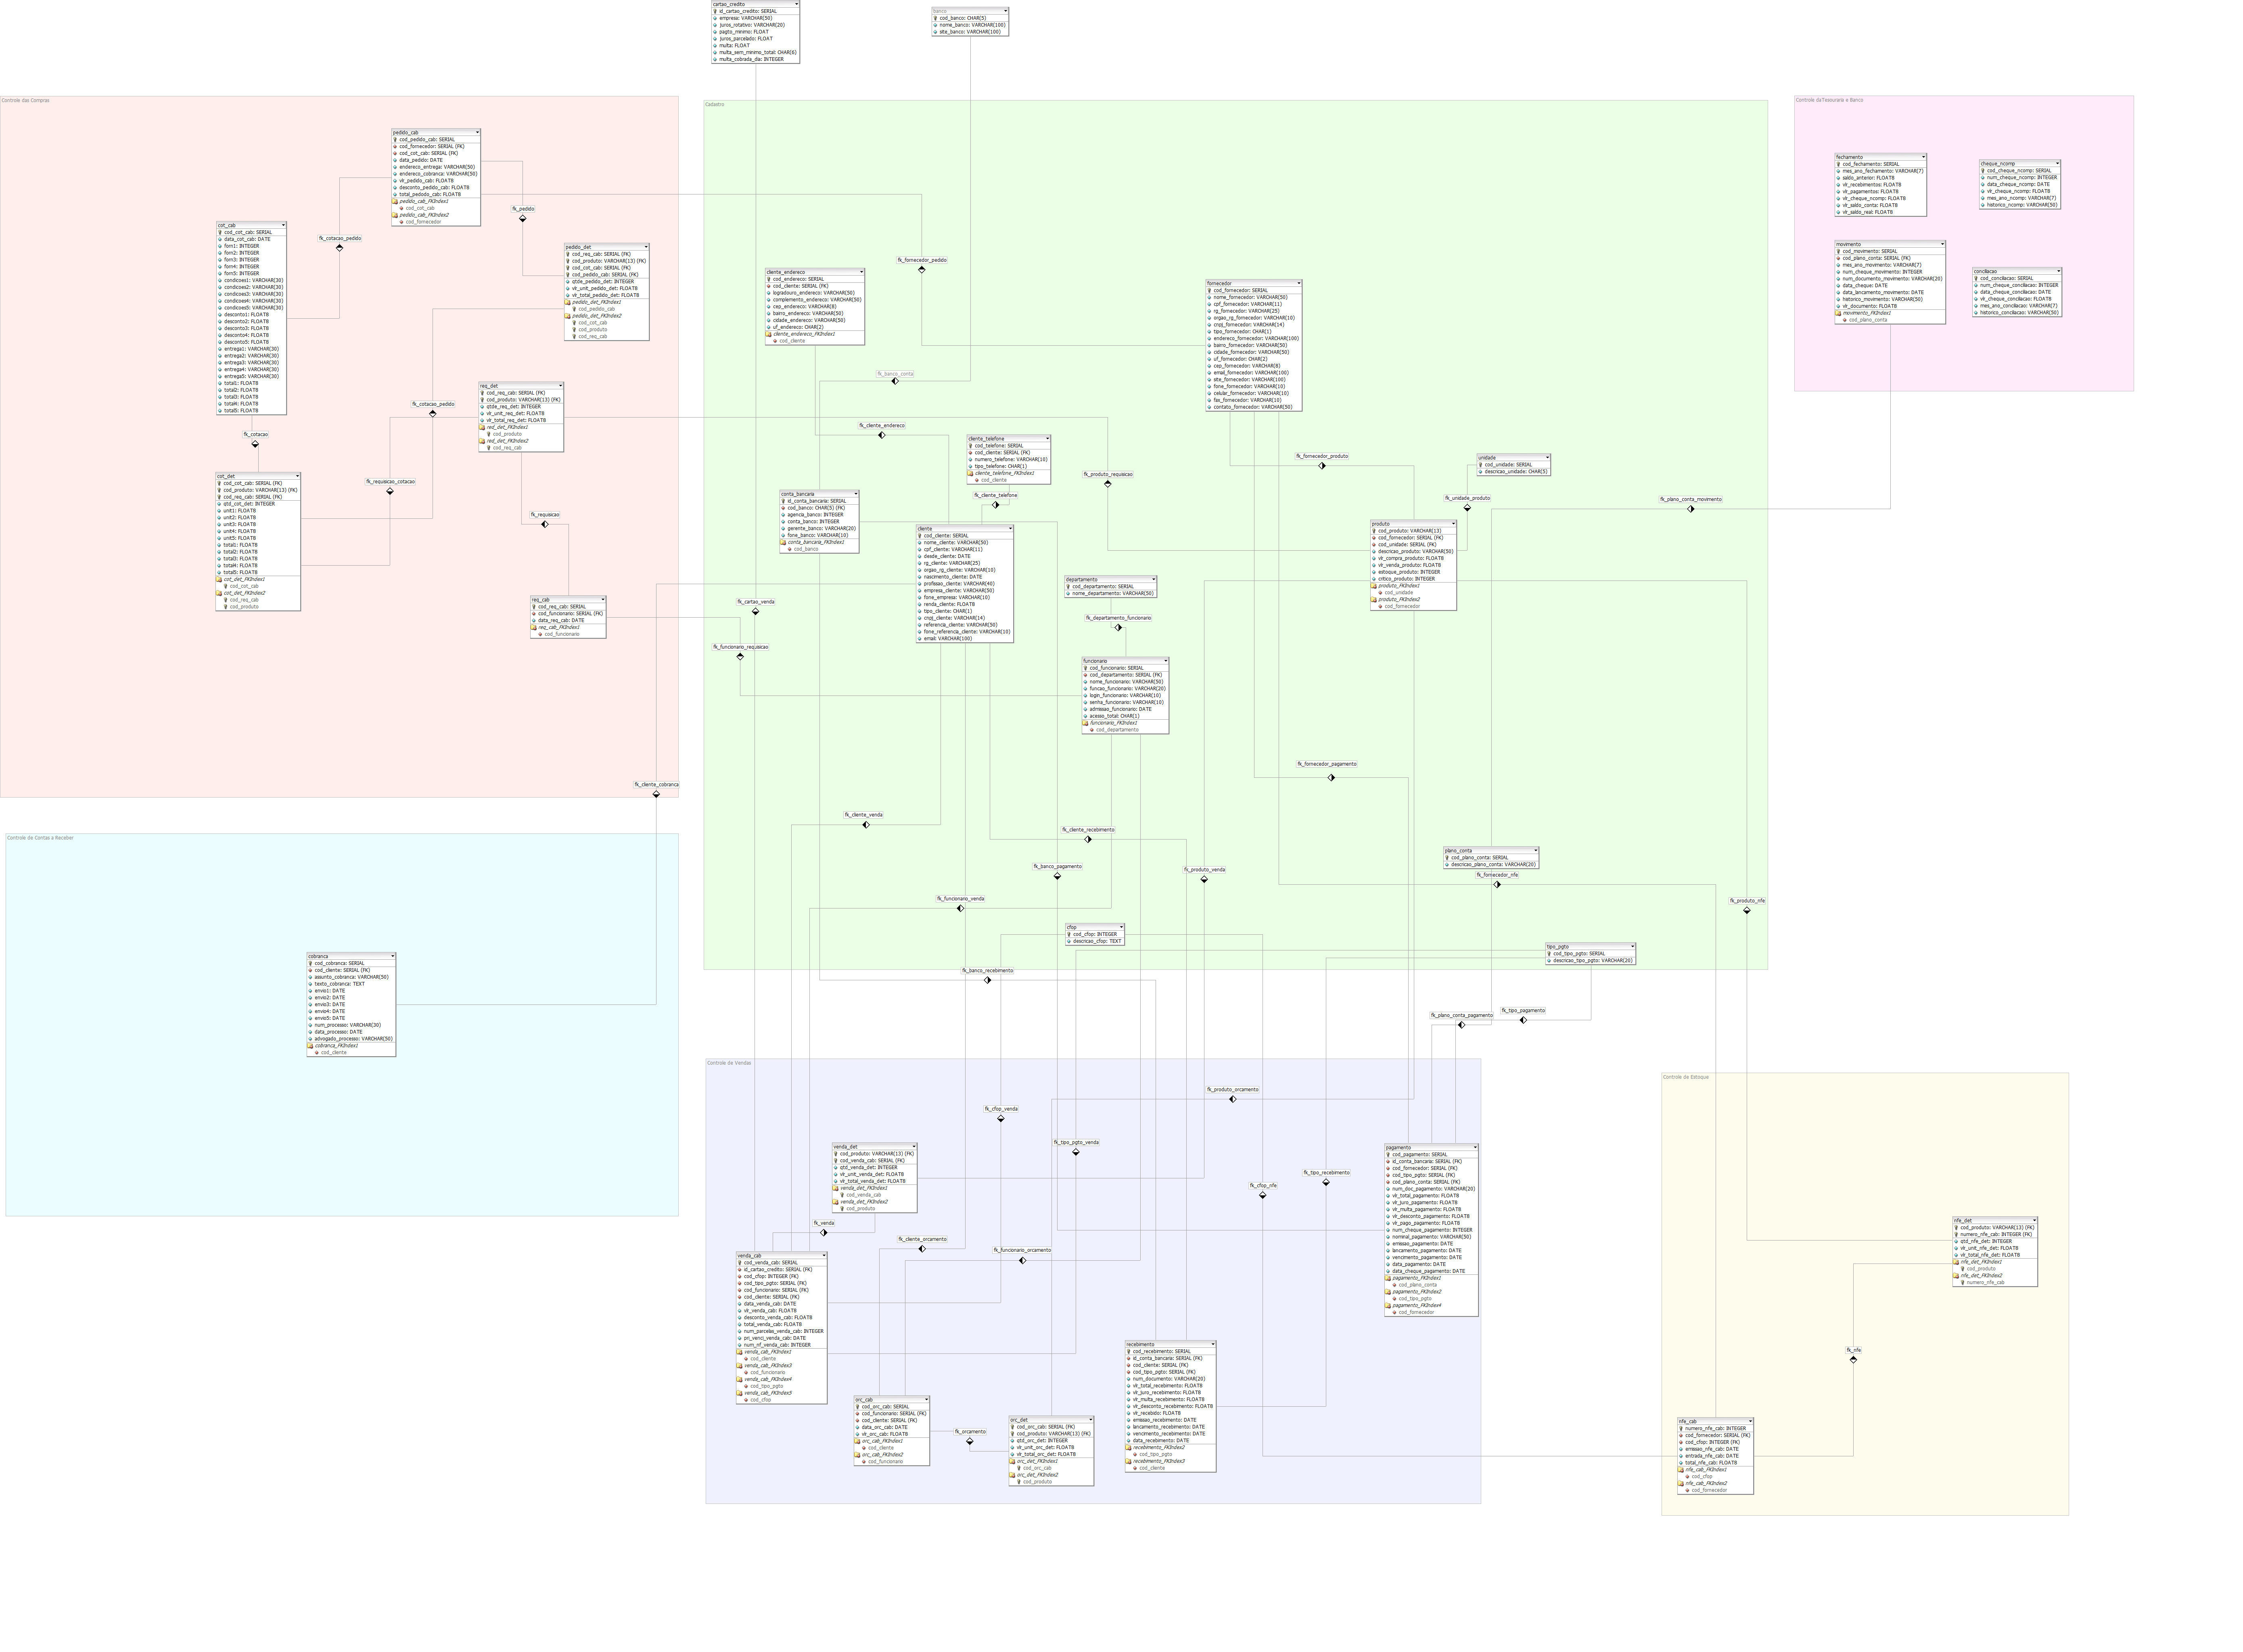 cartao_credito
id_cartao_credito: SERIAL
empresa: VARCHAR(50)
juros_rotativo: VARCHAR(20)
pagto_minimo: FLOAT
juros_parcelado: FLOAT
multa: FLOAT
multa_sem_minimo_total: CHAR(6)
multa_cobrada_dia: INTEGER
banco
cod_banco: CHAR(5)
nome_banco: VARCHAR(100)
site_banco: VARCHAR(100)
Controle das Compras
pedido_cab
cod_pedido_cab: SERIAL
cod_fornecedor: SERIAL (FK)
cod_cot_cab: SERIAL (FK)
data_pedido: DATE
endereco_entrega: VARCHAR(50)
endereco_cobranca: VARCHAR(50)
vlr_pedido_cab: FLOAT8
desconto_pedido_cab: FLOAT8
total_pedodo_cab: FLOAT8
pedido_cab_FKIndex1
cod_cot_cab
pedido_cab_FKIndex2
cod_fornecedor
fk_pedido
fk_cotacao_pedido
cot_cab
cod_cot_cab: SERIAL
data_cot_cab: DATE
forn1: INTEGER
forn2: INTEGER
forn3: INTEGER
forn4: INTEGER
forn5: INTEGER
condcoes1: VARCHAR(30)
condcoes2: VARCHAR(30)
condcoes3: VARCHAR(30)
condcoes4: VARCHAR(30)
condcoes5: VARCHAR(30)
desconto1: FLOAT8
desconto2: FLOAT8
desconto3: FLOAT8
desconto4: FLOAT8
desconto5: FLOAT8
entrega1: VARCHAR(30)
entrega2: VARCHAR(30)
entrega3: VARCHAR(30)
entrega4: VARCHAR(30)
entrega5: VARCHAR(30)
total1: FLOAT8
total2: FLOAT8
total3: FLOAT8
total4: FLOAT8
total5: FLOAT8
pedido_det
cod_req_cab: SERIAL (FK)
cod_produto: VARCHAR(13) (FK)
cod_cot_cab: SERIAL (FK)
cod_pedido_cab: SERIAL (FK)
qtde_pedido_det: INTEGER
vlr_unit_pedido_det: FLOAT8
vlr_total_pedido_det: FLOAT8
pedido_det_FKIndex1
cod_pedido_cab
pedido_det_FKIndex2
cod_cot_cab
cod_produto
cod_req_cab
req_det
cod_req_cab: SERIAL (FK)
cod_produto: VARCHAR(13) (FK)
qtde_req_det: INTEGER
vlr_unit_req_det: FLOAT8
vlr_total_req_det: FLOAT8
red_det_FKIndex1
cod_produto
red_det_FKIndex2
cod_req_cab
fk_cotacao_pedido
fk_cotacao
fk_requisicao_cotacao
fk_requisicao
cot_det
cod_cot_cab: SERIAL (FK)
cod_produto: VARCHAR(13) (FK)
cod_req_cab: SERIAL (FK)
qtd_cot_det: INTEGER
unit1: FLOAT8
unit2: FLOAT8
unit3: FLOAT8
unit4: FLOAT8
unit5: FLOAT8
total1: FLOAT8
total2: FLOAT8
total3: FLOAT8
total4: FLOAT8
total5: FLOAT8
cot_det_FKIndex1
cod_cot_cab
cot_det_FKIndex2
cod_req_cab
cod_produto
req_cab
cod_req_cab: SERIAL
cod_funcionario: SERIAL (FK)
data_req_cab: DATE
req_cab_FKIndex1
cod_funcionario
fk_cliente_cobranca
Cadastro
fk_fornecedor_pedido
cliente_endereco
cod_endereco: SERIAL
cod_cliente: SERIAL (FK)
logradouro_endereco: VARCHAR(50)
complemento_endereco: VARCHAR(50)
cep_endereco: VARCHAR(8)
bairro_endereco: VARCHAR(50)
cidade_endereco: VARCHAR(50)
uf_endereco: CHAR(2)
cliente_endereco_FKIndex1
cod_cliente
fornecedor
cod_fornecedor: SERIAL
nome_fornecedor: VARCHAR(50)
cpf_fornecedor: VARCHAR(11)
rg_fornecedor: VARCHAR(25)
orgao_rg_fornecedor: VARCHAR(10)
cnpj_fornecedor: VARCHAR(14)
tipo_fornecedor: CHAR(1)
endereco_fornecedor: VARCHAR(100)
bairro_fornecedor: VARCHAR(50)
cidade_fornecedor: VARCHAR(50)
uf_fornecedor: CHAR(2)
cep_fornecedor: VARCHAR(8)
email_fornecedor: VARCHAR(100)
site_fornecedor: VARCHAR(100)
fone_fornecedor: VARCHAR(10)
celular_fornecedor: VARCHAR(10)
fax_fornecedor: VARCHAR(10)
contato_fornecedor: VARCHAR(50)
fk_banco_conta
fk_cliente_endereco
cliente_telefone
cod_telefone: SERIAL
cod_cliente: SERIAL (FK)
numero_telefone: VARCHAR(10)
tipo_telefone: CHAR(1)
cliente_telefone_FKIndex1
cod_cliente
fk_cliente_telefone
fk_produto_requisicao
fk_fornecedor_produto
unidade
cod_unidade: SERIAL
descricao_unidade: CHAR(5)
fk_unidade_produto
fk_plano_conta_movimento
conta_bancaria
id_conta_bancaria: SERIAL
cod_banco: CHAR(5) (FK)
agencia_banco: INTEGER
conta_banco: INTEGER
gerente_banco: VARCHAR(20)
fone_banco: VARCHAR(10)
conta_bancaria_FKIndex1
cod_banco
cliente
cod_cliente: SERIAL
nome_cliente: VARCHAR(50)
cpf_cliente: VARCHAR(11)
desde_cliente: DATE
rg_cliente: VARCHAR(25)
orgao_rg_cliente: VARCHAR(10)
nascimento_cliente: DATE
profissao_cliente: VARCHAR(40)
empresa_cliente: VARCHAR(50)
fone_empresa: VARCHAR(10)
renda_cliente: FLOAT8
tipo_cliente: CHAR(1)
cnpj_cliente: VARCHAR(14)
referencia_cliente: VARCHAR(50)
fone_referencia_cliente: VARCHAR(10)
email: VARCHAR(100)
produto
cod_produto: VARCHAR(13)
cod_fornecedor: SERIAL (FK)
cod_unidade: SERIAL (FK)
descricao_produto: VARCHAR(50)
vlr_compra_produto: FLOAT8
vlr_venda_produto: FLOAT8
estoque_produto: INTEGER
critico_produto: INTEGER
produto_FKIndex1
cod_unidade
produto_FKIndex2
cod_fornecedor
departamento
cod_departamento: SERIAL
nome_departamento: VARCHAR(50)
fk_departamento_funcionario
fk_cartao_venda
fk_funcionario_requisicao
funcionario
cod_funcionario: SERIAL
cod_departamento: SERIAL (FK)
nome_funcionario: VARCHAR(50)
funcao_funcionario: VARCHAR(20)
login_funcionario: VARCHAR(10)
senha_funcionario: VARCHAR(10)
admissao_funcionario: DATE
acesso_total: CHAR(1)
funcionario_FKIndex1
cod_departamento
fk_fornecedor_pagamento
fk_cliente_venda
fk_cliente_recebimento
fk_banco_pagamento
fk_produto_venda
plano_conta
cod_plano_conta: SERIAL
descricao_plano_conta: VARCHAR(20)
fk_fornecedor_nfe
fk_funcionario_venda
fk_produto_nfe
cfop
cod_cfop: INTEGER
descricao_cfop: TEXT
tipo_pgto
cod_tipo_pgto: SERIAL
descricao_tipo_pgto: VARCHAR(20)
fk_banco_recebimento
fk_plano_conta_pagamento
fk_tipo_pagamento
Controle daTsesuraria e Banco
fechamento
cod_fechamento: SERIAL
mes_ano_fechamento: VARCHAR(7)
saldo_anterior: FLOAT8
vlr_recebimentos: FLOAT8
vlr_pagamentos: FLOAT8
vlr_cheque_ncomp: FLOAT8
vlr_saldo_conta: FLOAT8
vlr_saldo_real: FLOAT8
cheque_ncomp
cod_cheque_ncomp: SERIAL
num_cheque_ncomp: INTEGER
data_cheque_ncomp: DATE
vlr_cheque_ncomp: FLOAT8
mes_ano_ncomp: VARCHAR(7)
historico_ncomp: VARCHAR(50)
movimento
cod_movimento: SERIAL
cod_plano_conta: SERIAL (FK)
mes_ano_movimento: VARCHAR(7)
num_cheque_movimento: INTEGER
num_documento_movimento: VARCHAR(20)
data_cheque: DATE
data_lancamento_movimento: DATE
historico_movimento: VARCHAR(50)
vlr_documento: FLOAT8
movimento_FKIndex1
cod_plano_conta
conciliacao
cod_conciliacao: SERIAL
num_cheque_conciliacao: INTEGER
data_cheque_conciliacao: DATE
vlr_cheque_conciliacao: FLOAT8
mes_ano_conciliacao: VARCHAR(7)
historico_conciliacao: VARCHAR(50)
Controle de Contas a Receber
cobranca
cod_cobranca: SERIAL
cod_cliente: SERIAL (FK)
assunto_cobranca: VARCHAR(50)
texto_cobranca: TEXT
envio1: DATE
envio2: DATE
envio3: DATE
envio4: DATE
envio5: DATE
num_processo: VARCHAR(30)
data_processo: DATE
advogado_processo: VARCHAR(50)
cobranca_FKIndex1
cod_cliente
Controle de Vendas
fk_produto_orcamento
fk_cfop_venda
fk_tipo_pgto_venda
fk_tipo_recebimento
fk_cfop_nfe
venda_det
cod_produto: VARCHAR(13) (FK)
cod_venda_cab: SERIAL (FK)
qtd_venda_det: INTEGER
vlr_unit_venda_det: FLOAT8
vlr_total_venda_det: FLOAT8
venda_det_FKIndex1
cod_venda_cab
venda_det_FKIndex2
cod_produto
fk_venda
fk_cliente_orcamento
fk_funcionario_orcamento
pagamento
cod_pagamento: SERIAL
id_conta_bancaria: SERIAL (FK)
cod_fornecedor: SERIAL (FK)
cod_tipo_pgto: SERIAL (FK)
cod_plano_conta: SERIAL (FK)
num_doc_pagamento: VARCHAR(20)
vlr_total_pagamento: FLOAT8
vlr_juro_pagamento: FLOAT8
vlr_multa_pagamento: FLOAT8
vlr_desconto_pagamento: FLOAT8
vlr_pago_pagamento: FLOAT8
num_cheque_pagamento: INTEGER
nominal_pagamento: VARCHAR(50)
emissao_pagamento: DATE
lancamento_pagamento: DATE
vencimento_pagamento: DATE
data_pagamento: DATE
data_cheque_pagamento: DATE
pagamento_FKIndex1
cod_plano_conta
pagamento_FKIndex2
cod_tipo_pgto
pagamento_FKIndex4
cod_fornecedor
venda_cab
cod_venda_cab: SERIAL
id_cartao_credito: SERIAL (FK)
cod_cfop: INTEGER (FK)
cod_tipo_pgto: SERIAL (FK)
cod_funcionario: SERIAL (FK)
cod_cliente: SERIAL (FK)
data_venda_cab: DATE
vlr_venda_cab: FLOAT8
desconto_venda_cab: FLOAT8
total_venda_cab: FLOAT8
num_parcelas_venda_cab: INTEGER
pri_venci_venda_cab: DATE
num_nf_venda_cab: INTEGER
venda_cab_FKIndex1
cod_cliente
venda_cab_FKIndex3
cod_funcionario
venda_cab_FKIndex4
cod_tipo_pgto
venda_cab_FKIndex5
cod_cfop
orc_cab
cod_orc_cab: SERIAL
cod_funcionario: SERIAL (FK)
cod_cliente: SERIAL (FK)
data_orc_cab: DATE
vlr_orc_cab: FLOAT8
orc_cab_FKIndex1
cod_cliente
orc_cab_FKIndex2
cod_funcionario
fk_orcamento
orc_det
cod_orc_cab: SERIAL (FK)
cod_produto: VARCHAR(13) (FK)
qtd_orc_det: INTEGER
vlr_unit_orc_det: FLOAT8
vlr_total_orc_det: FLOAT8
orc_det_FKIndex1
cod_orc_cab
orc_det_FKIndex2
cod_produto
recebimento
cod_recebimento: SERIAL
id_conta_bancaria: SERIAL (FK)
cod_cliente: SERIAL (FK)
cod_tipo_pgto: SERIAL (FK)
num_documento: VARCHAR(20)
vlr_total_recebimento: FLOAT8
vlr_juro_recebimento: FLOAT8
vlr_multa_recebimento: FLOAT8
vlr_desconto_recebimento: FLOAT8
vlr_recebido: FLOAT8
emissao_recebimento: DATE
lancamento_recebimento: DATE
vencimento_recebimento: DATE
data_recebimento: DATE
recebimento_FKIndex2
cod_tipo_pgto
recebimento_FKIndex3
cod_cliente
Controle de Estoque
nfe_det
cod_produto: VARCHAR(13) (FK)
numero_nfe_cab: INTEGER (FK)
qtd_nfe_det: INTEGER
vlr_unit_nfe_det: FLOAT8
vlr_total_nfe_det: FLOAT8
nfe_det_FKIndex1
cod_produto
nfe_det_FKIndex2
numero_nfe_cab
fk_nfe
nfe_cab
numero_nfe_cab: INTEGER
cod_fornecedor: SERIAL (FK)
cod_cfop: INTEGER (FK)
emissao_nfe_cab: DATE
entrada_nfe_cab: DATE
total_nfe_cab: FLOAT8
nfe_cab_FKIndex1
cod_cfop
nfe_cab_FKIndex2
cod_fornecedor